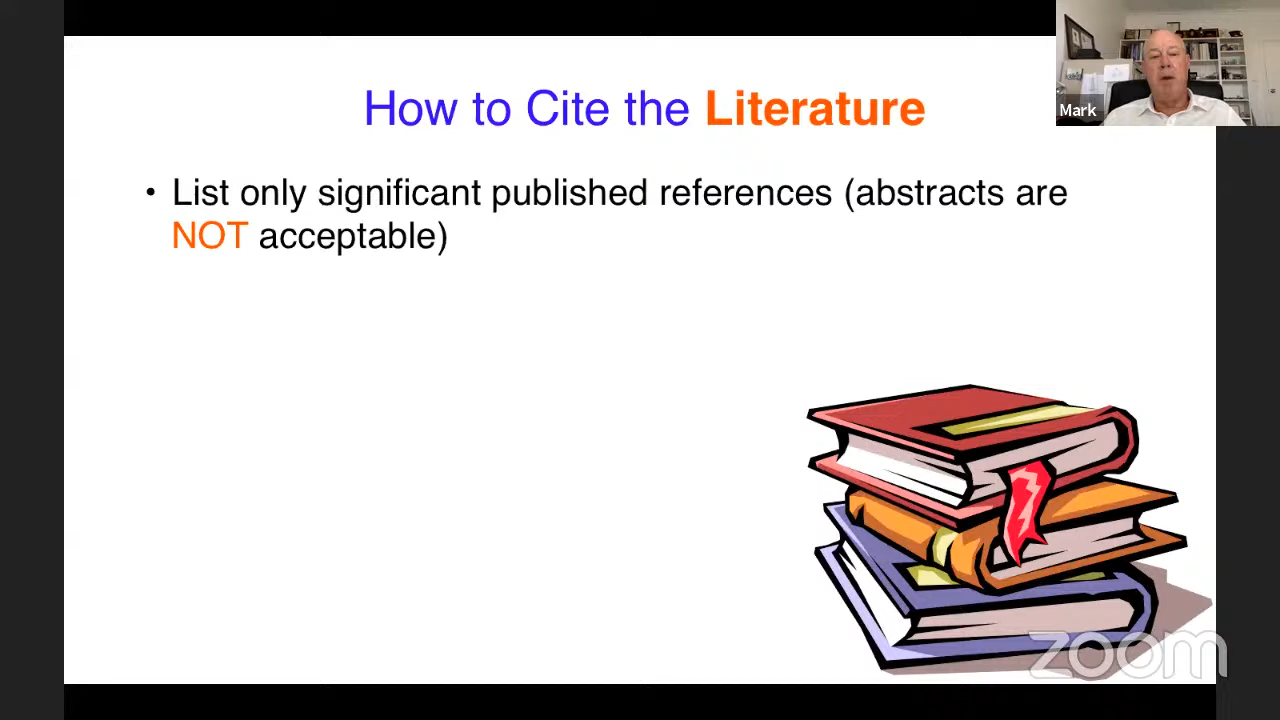 How to Cite the Literature
Mark
• List only significant published references (abstracts are
NOT acceptable)
zoom